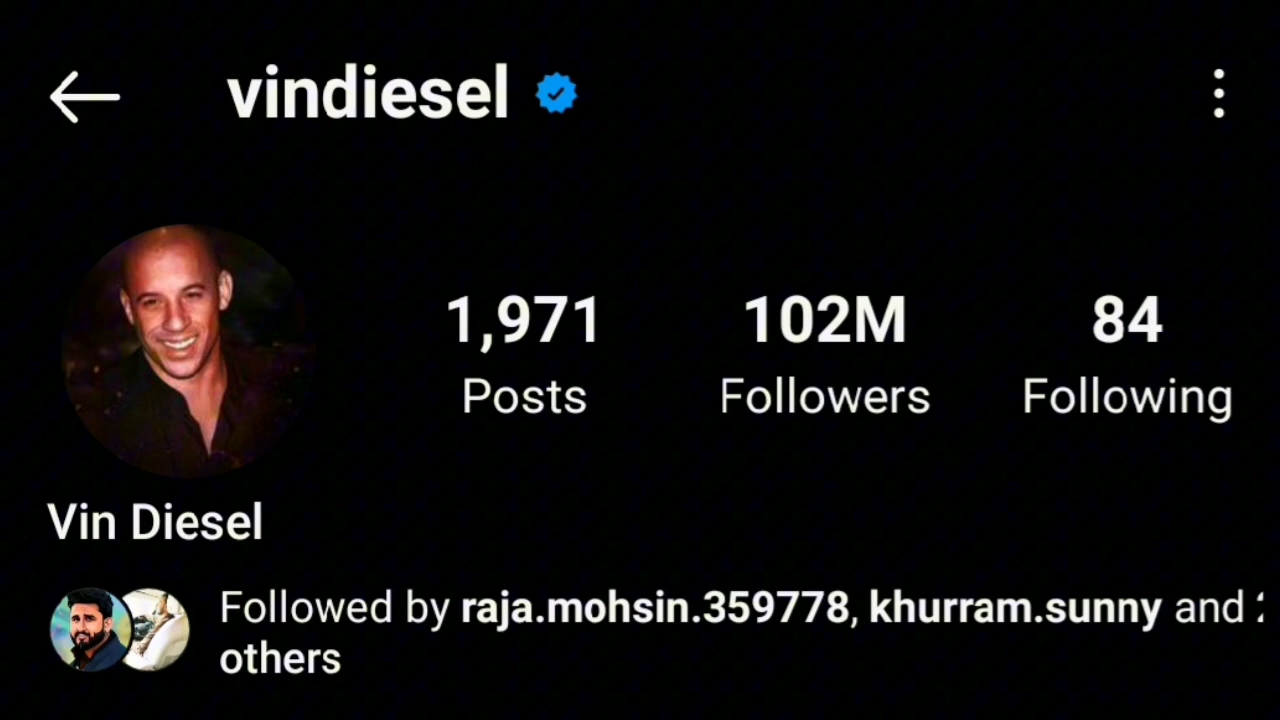 vindiesel
1,971 102M 84
Posts Followers Following
Vin Diesel
Followed by raja.mohsin.359778, khurram.sunny and
others